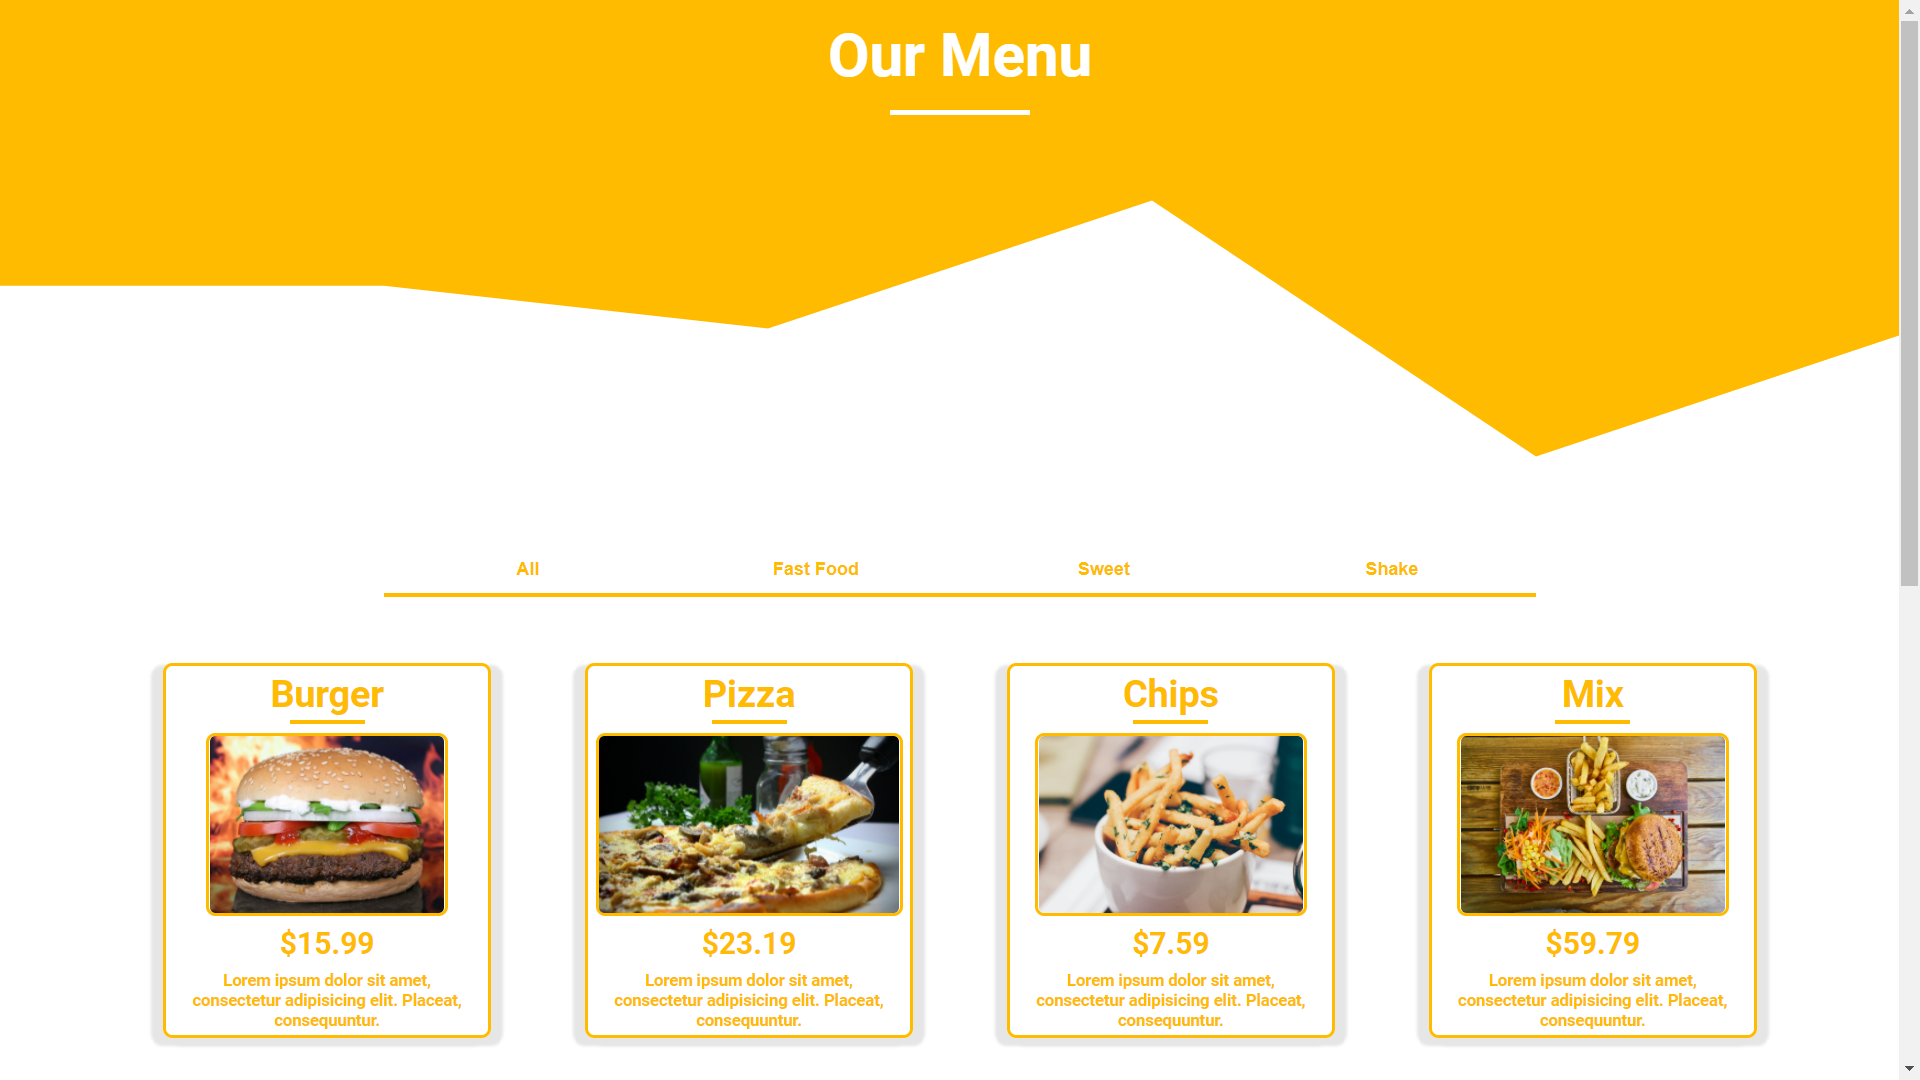 Our Menu
All
Fast Food
Sweet
Shake
Burger
$15.99
Lorem ipsum dolor sit amet,
consectetur adipisicing elit. Placeat,
consequuntur.
Pizza
$23.19
Lorem ipsum dolor sit amet,
consectetur adipisicing elit. Placeat,
consequuntur.
Chips
$7.59
Lorem ipsum dolor sit amet,
consectetur adipisicing elit. Placeat,
consequuntur.
Mix
$59.79
Lorem ipsum dolor sit amet,
consectetur adipisicing elit. Placeat,
consequuntur.